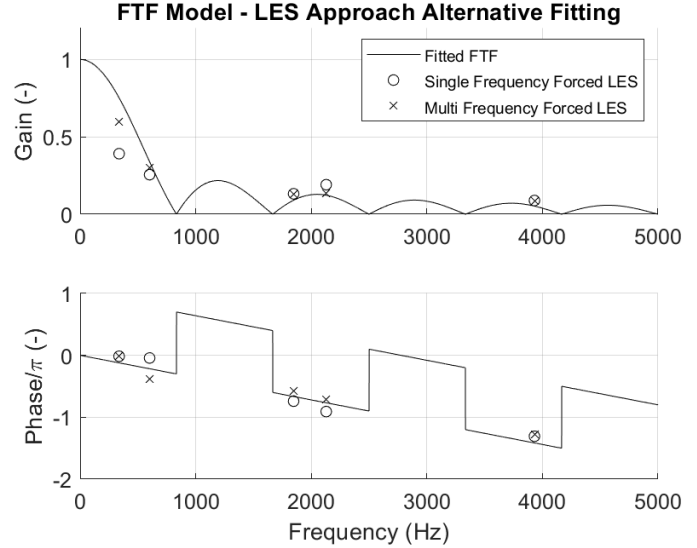 FTF Model - LES Approach Alternative Fitting
Fitted FTF
Single Frequency Forced LES
Multi Frequency Forced LES
Gain (-)
1
0.5
0
0 1000 2000 3000 4000 5000
Phase/π (-)
1
0
-1
-2
0 1000 2000 3000 4000 5000
Frequency (Hz)